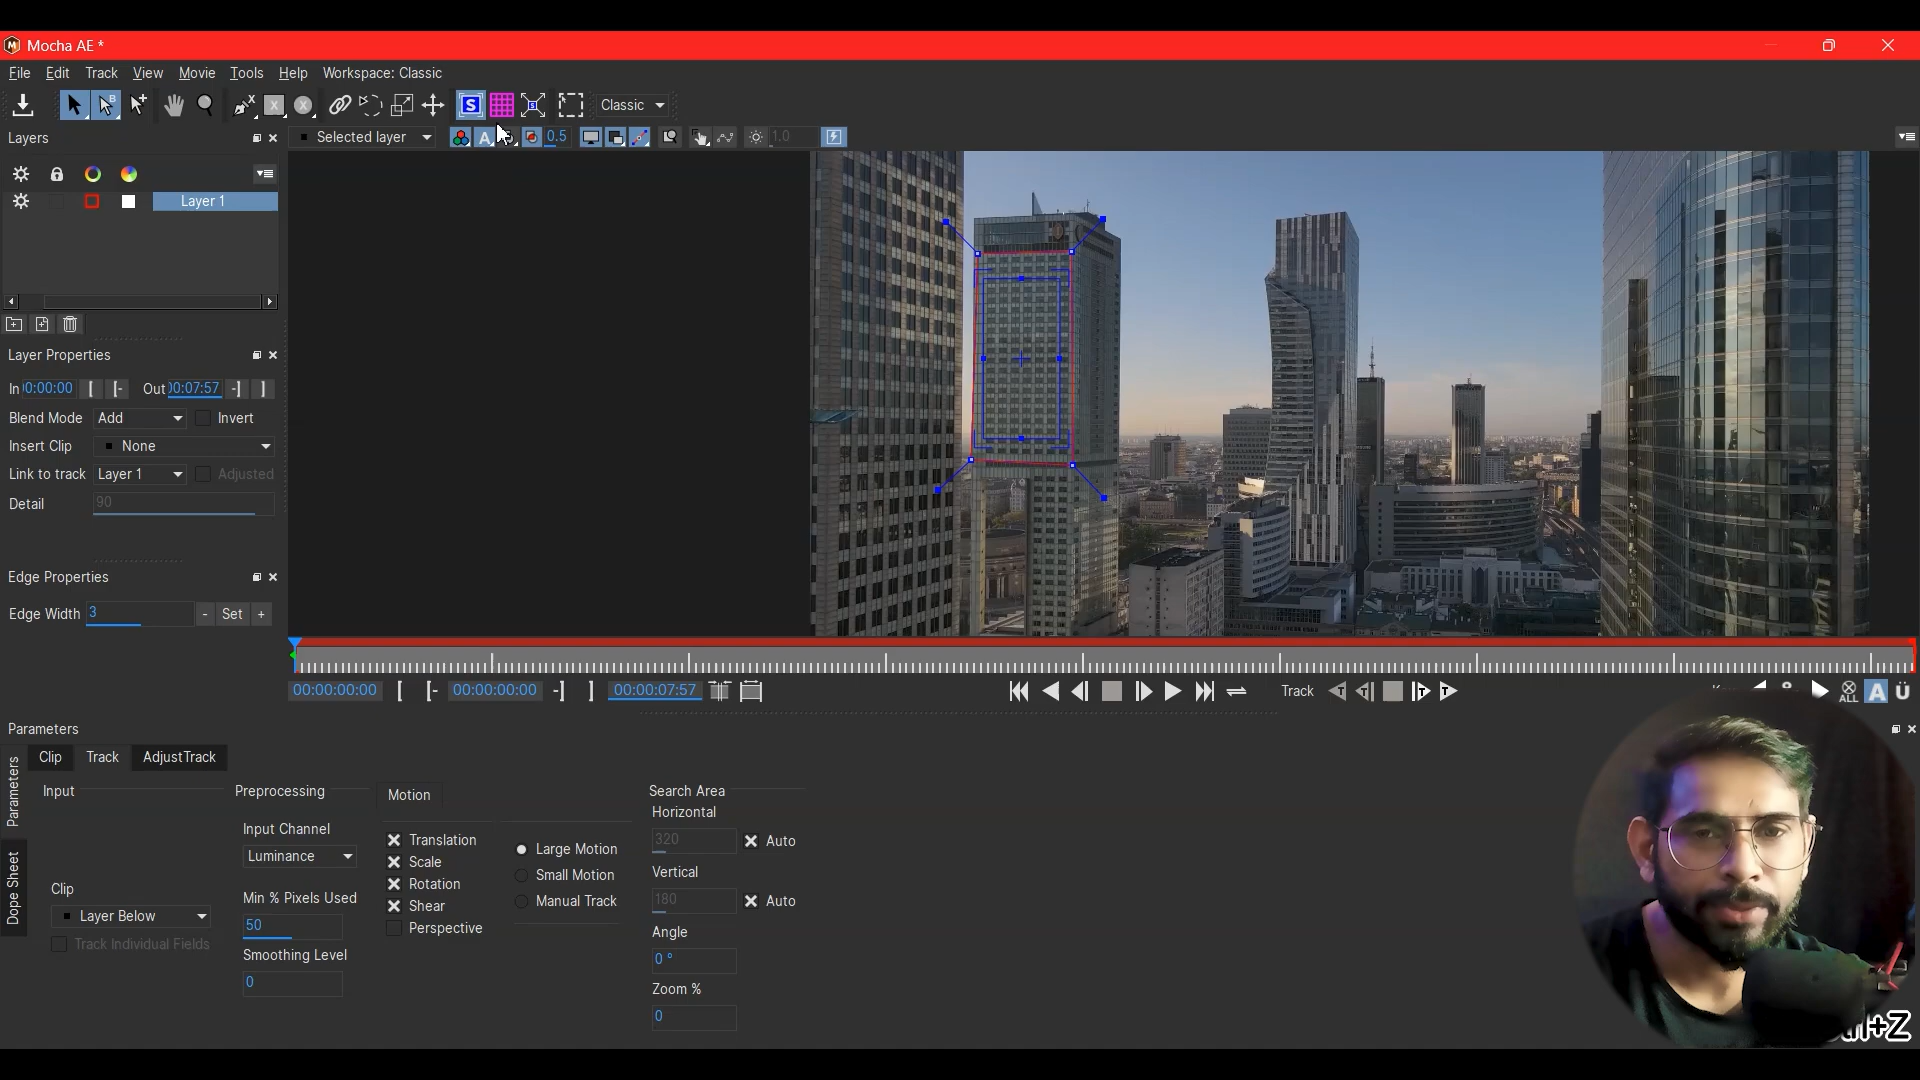 Mocha AE *
File Edit Track View Movie Tools Help Workspace: Classic
Classic
Layers
Selected layer
0.5
1.0
Layer 1
Layer Properties
In 0:00:00
Out 00:07:57
Blend Mode Add Invert
Insert Clip None
Link to track Layer 1 Adjusted
Detail 90
Edge Properties
Edge Width 3 - Set +
00:00:00:00
00:00:00:00
00:00:07:57
Track
ALL
Parameters
Parameters
Dope Sheet
Clip Track AdjustTrack
Input
Clip
Layer Below
Track Individual Fields
Preprocessing
Input Channel
Luminance
Min % Pixels Used
50
Smoothing Level
0
Motion
Translation
Scale
Rotation
Shear
Perspective
Large Motion
Small Motion
Manual Track
Search Area
Horizontal
320 Auto
Vertical
180 Auto
Angle
0 °
Zoom %
0